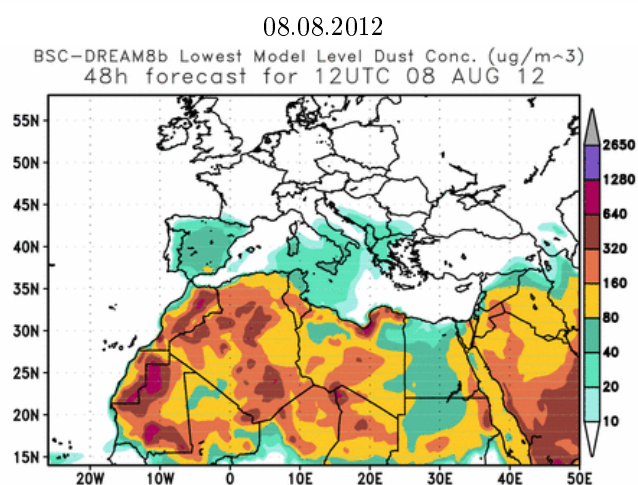 08.08.2012
BSC-DREAM8b Lowest Model Level Dust Conc. (ug/m^3)
48h forecast for 12UTC 08 AUG 12
55N
50N
45N
40N
35N
30N
25N
20N
15N
20W 10W 0 10E 20E 30E 40E 50E
2650
1280
640
320
160
80
40
20
10